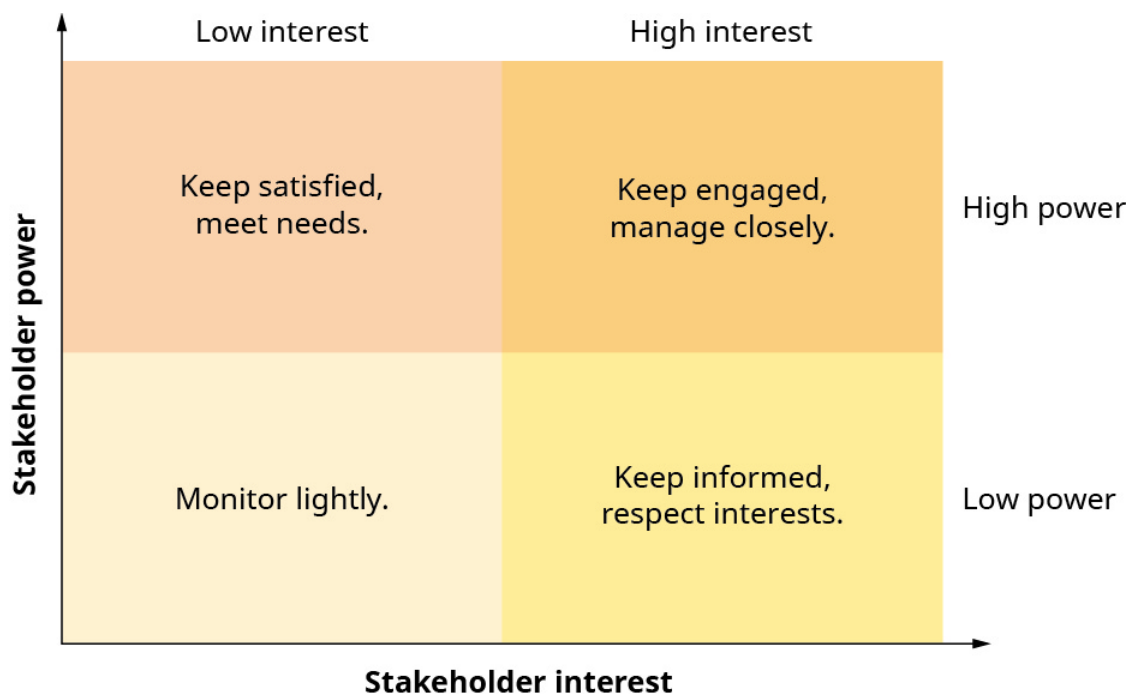 Low interest
High interest
Stakeholder power
Keep satisfied,
meet needs.
Keep engaged,
manage closely.
High power
Monitor lightly.
Keep informed,
respect interests.
Low power
Stakeholder interest